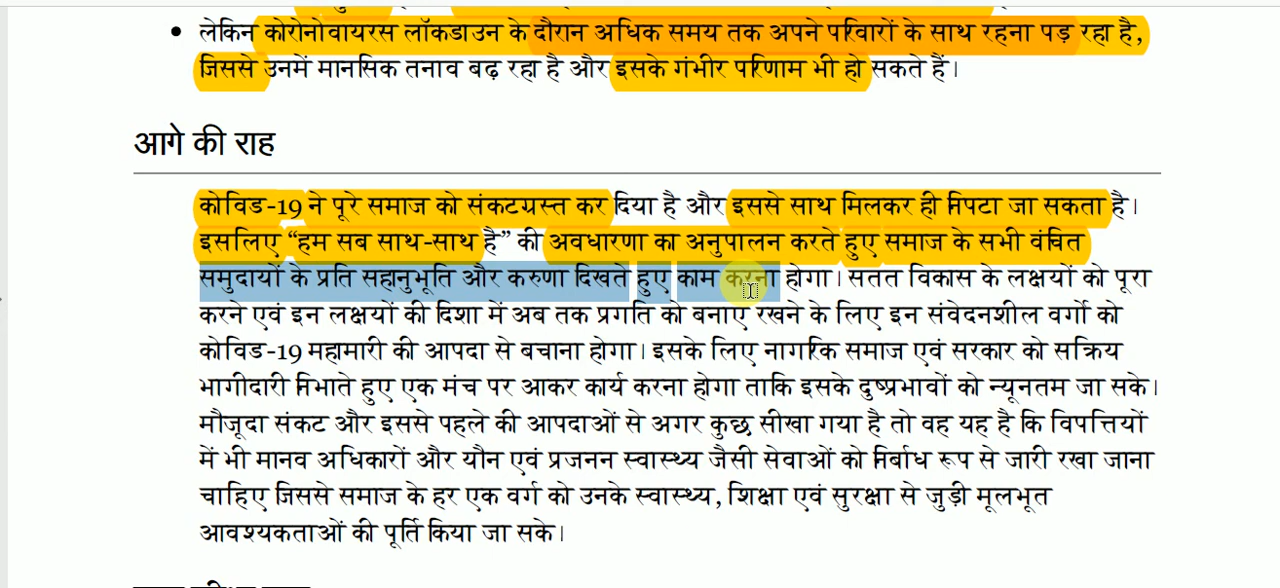 लेकिन कोरोनोवायरस लॉकडाउन के दौरान अधिक समय तक अपने परिवारों के साथ रहना पड़ रहा है,
जिससे उनमें मानसिक तनाव बढ़ रहा है और इसके गंभीर परिणाम भी हो सकते हैं।
आगे की राह
कोविड-19 ने पूरे समाज को संकटग्रस्त कर दिया है और इससे साथ मिलकर ही निपटा जा सकता है।
इसलिए “हम सब साथ-साथ है” की अवधारणा का अनुपालन करते हुए समाज के सभी वंचित
समुदायों के प्रति सहानुभूति और करुणा दिखते हुए काम करना होगा। सतत विकास के लक्षयों को पूरा
करने एवं इन लक्षयों की दिशा में अब तक प्रगति को बनाए रखने के लिए इन संवेदनशील वर्गो को
कोविड-19 महामारी की आपदा से बचाना होगा। इसके लिए नागरिक समाज एवं सरकार को सक्रिय
भागीदारी निभाते हुए एक मंच पर आकर कार्य करना होगा ताकि इसके दुष्प्रभावों को न्यूनतम जा सके।
मौजूदा संकट और इससे पहले की आपदाओं से अगर कुछ सीखा गया है तो वह यह है कि विपत्तियों
में भी मानव अधिकारों और यौन एवं प्रजनन स्वास्थ्य जैसी सेवाओं को निर्बाध रूप से जारी रखा जाना
चाहिए जिससे समाज के हर एक वर्ग को उनके स्वास्थ्य, शिक्षा एवं सुरक्षा से जुड़ी मूलभूत
आवश्यकताओं की पूर्ति किया जा सके।